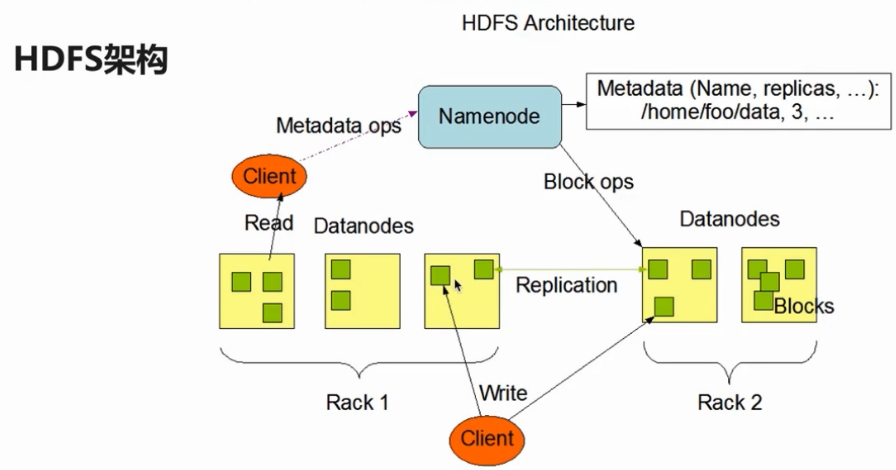 HDFS Architecture
HDFS架构
Metadata (Name, replicas, …):
/home/foo/data, 3, …
Namenode
Metadata ops
Client
Block ops
Read
Datanodes
Datanodes
Replication
Blocks
Rack 1
Write
Rack 2
Client